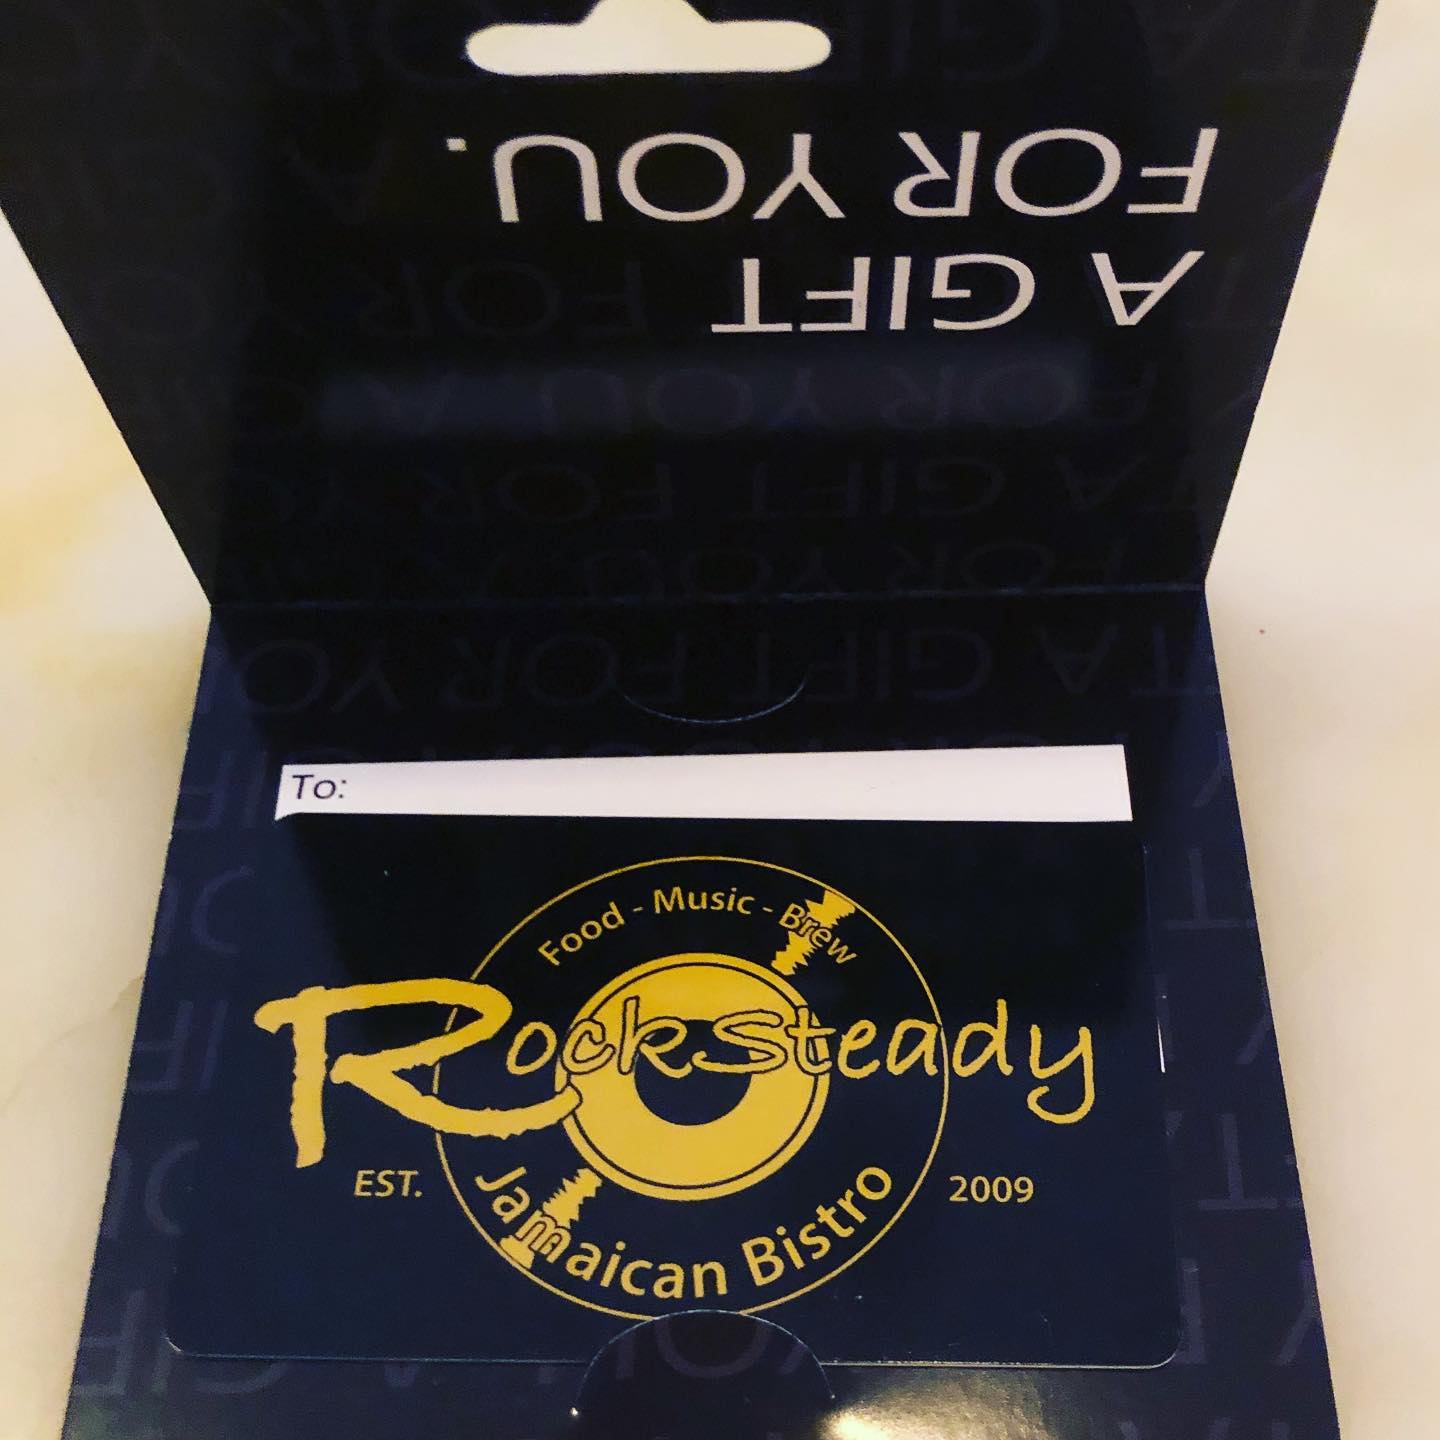 A GIFT
FOR YOU.
To:
Food - Music - Brew
Rocksteady
EST. 2009
Jamaican Bistro